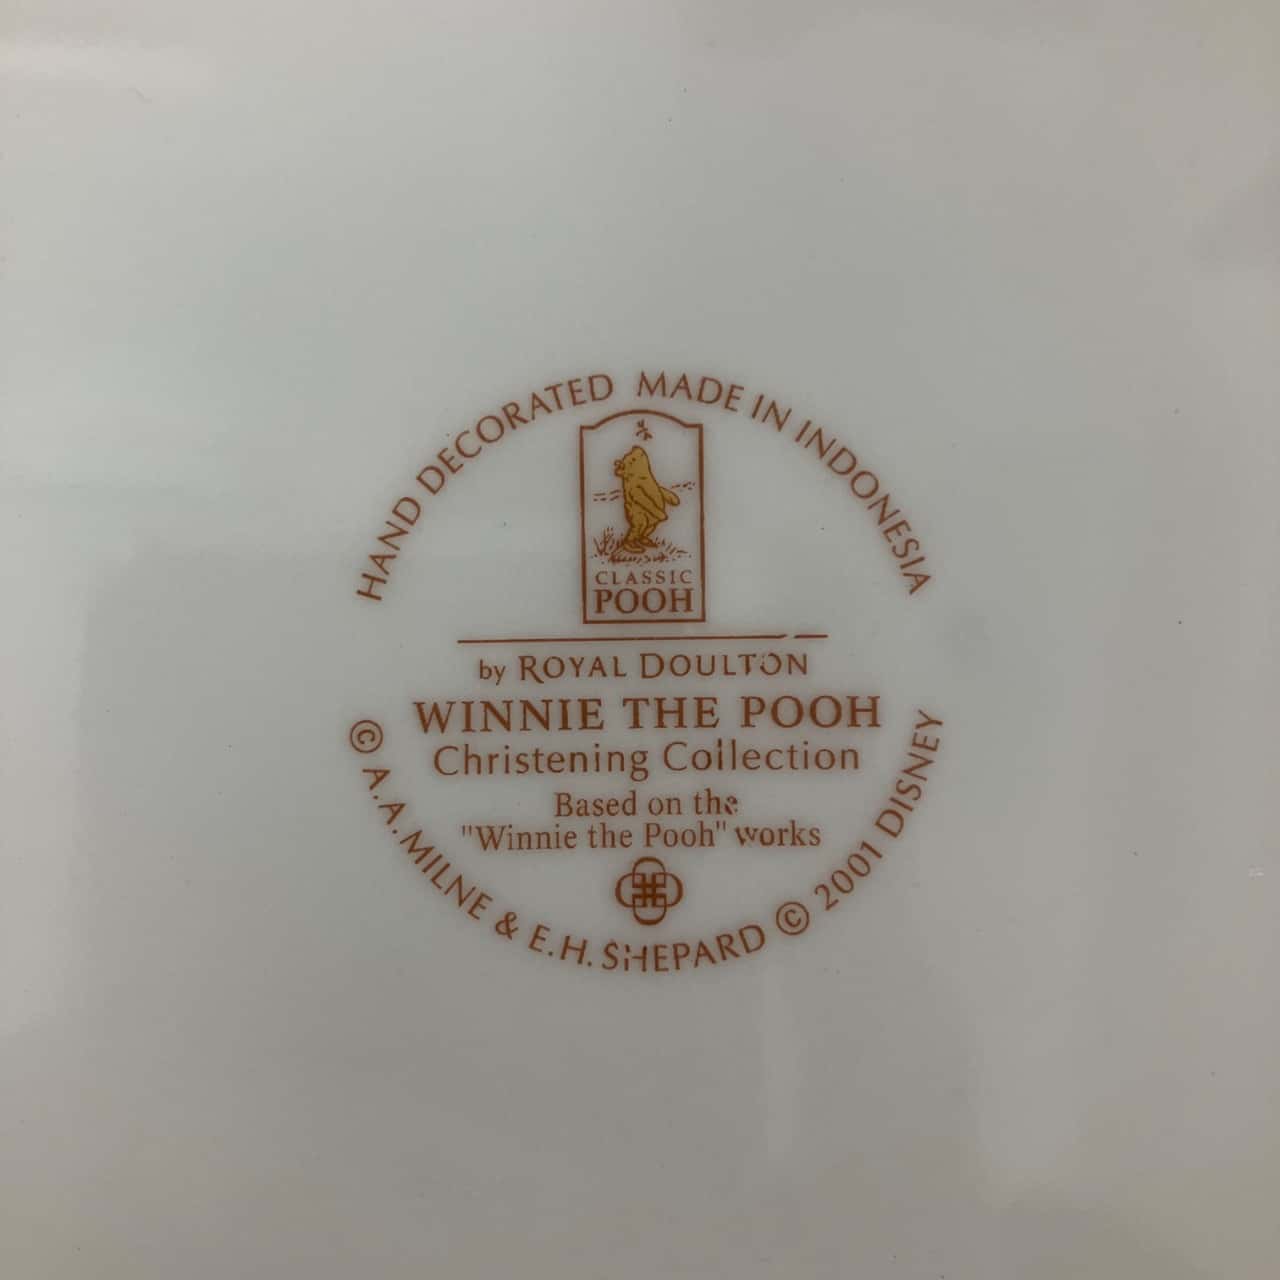 HAND DECORATED MADE IN INDONESIA
CLASSIC
POOH
by ROYAL DOULTON
WINNIE THE POOH
Christening Collection
Based on the
"Winnie the Pooh" works
© A.A.MILNE & E.H. SHEPARD © 2001 DISNEY